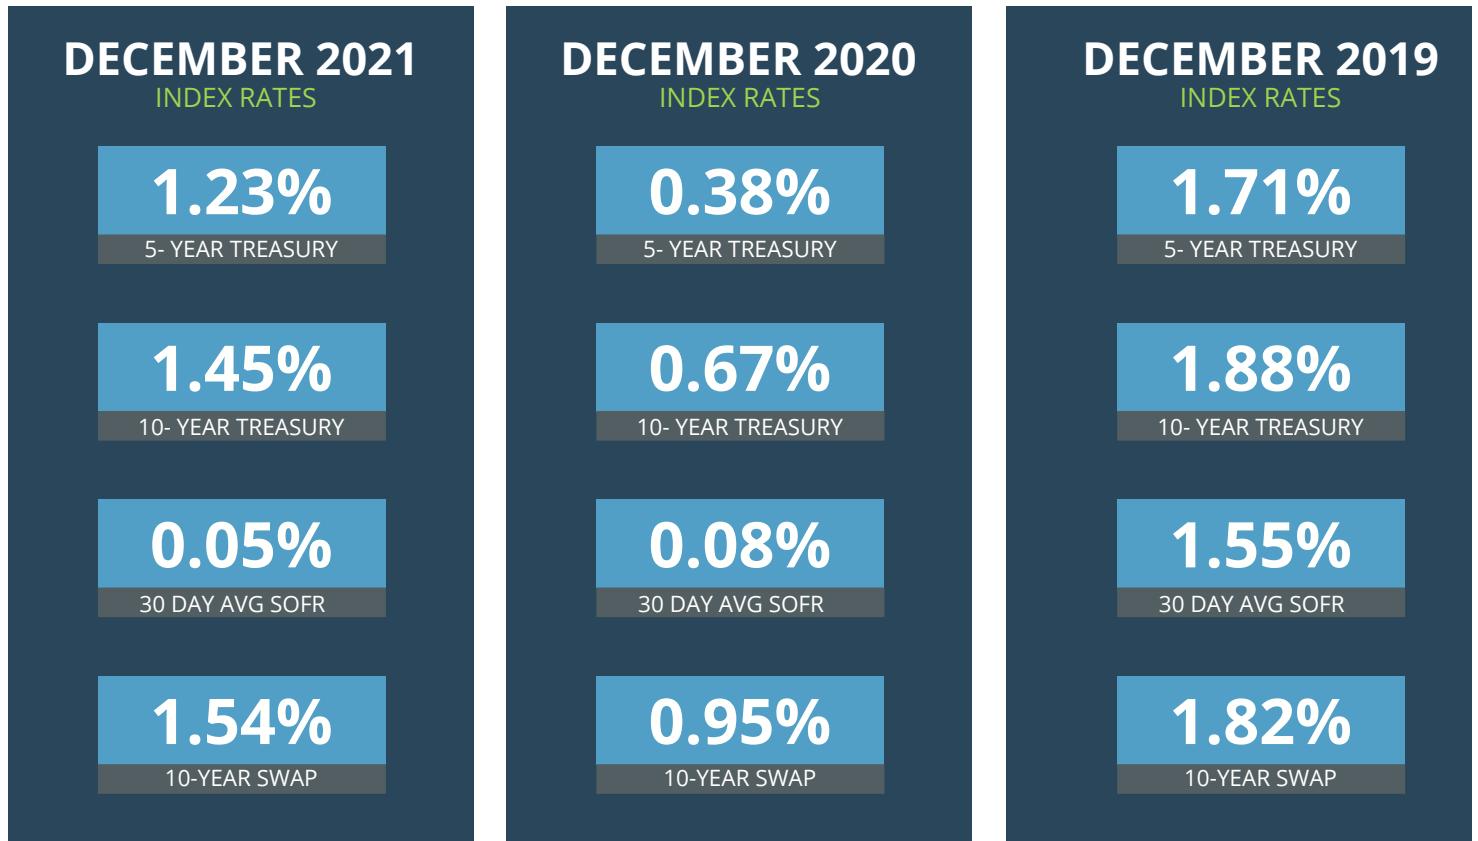 DECEMBER 2021
INDEX RATES
1.23%
5- YEAR TREASURY
1.45%
10- YEAR TREASURY
0.05%
30 DAY AVG SOFR
1.54%
10-YEAR SWAP
DECEMBER 2020
INDEX RATES
0.38%
5- YEAR TREASURY
0.67%
10- YEAR TREASURY
0.08%
30 DAY AVG SOFR
0.95%
10-YEAR SWAP
DECEMBER 2019
INDEX RATES
1.71%
5- YEAR TREASURY
1.88%
10- YEAR TREASURY
1.55%
30 DAY AVG SOFR
1.82%
10-YEAR SWAP